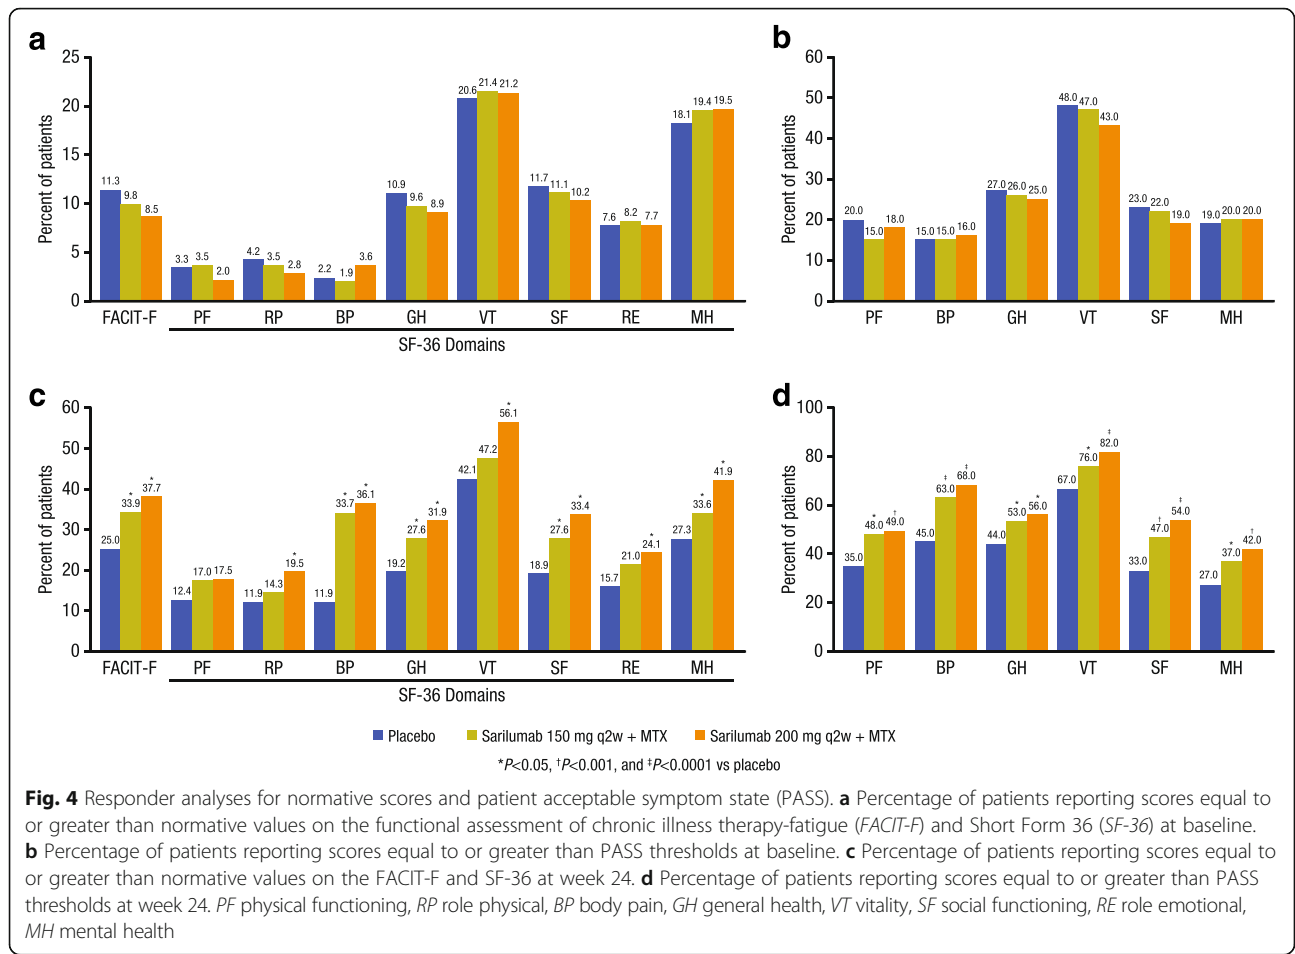 a
25
20
15
10
5
0
Percent of patients
11.3 9.8 8.5
3.3 3.5 2.0
4.2 3.5 2.8
2.2 1.9 3.6
10.9 9.6 8.9
20.6 21.4 21.2
11.7 11.1 10.2
7.6 8.2 7.7
18.1 19.4 19.5
FACIT-F PF RP BP GH VT SF RE MH
SF-36 Domains
b
60
50
40
30
20
10
0
Percent of patients
20.0 15.0 18.0
15.0 15.0 16.0
27.0 26.0 25.0
48.0 47.0 43.0
23.0 22.0 19.0
19.0 20.0 20.0
PF BP GH VT SF MH
c
60
50
40
30
20
10
0
Percent of patients
25.0 *33.9 *37.7
12.4 17.0 17.5
11.9 14.3 *19.5
11.9 *33.7 *36.1
19.2 *27.6 *31.9
42.1 47.2 *56.1
18.9 *27.6 *33.4
15.7 21.0 *24.1
27.3 *33.6 *41.9
FACIT-F PF RP BP GH VT SF RE MH
SF-36 Domains
d
100
80
60
40
20
0
Percent of patients
35.0 *48.0 †49.0
45.0 ‡63.0 ‡68.0
44.0 *53.0 *56.0
67.0 *76.0 ‡82.0
33.0 †47.0 ‡54.0
27.0 *37.0 †42.0
PF BP GH VT SF MH
Placebo Sarilumab 150 mg q2w + MTX Sarilumab 200 mg q2w + MTX
*P<0.05, †P<0.001, and ‡P<0.0001 vs placebo
Fig. 4 Responder analyses for normative scores and patient acceptable symptom state (PASS). a Percentage of patients reporting scores equal to
or greater than normative values on the functional assessment of chronic illness therapy-fatigue (FACIT-F) and Short Form 36 (SF-36) at baseline.
b Percentage of patients reporting scores equal to or greater than PASS thresholds at baseline. c Percentage of patients reporting scores equal to
or greater than normative values on the FACIT-F and SF-36 at week 24. d Percentage of patients reporting scores equal to or greater than PASS
thresholds at week 24. PF physical functioning, RP role physical, BP body pain, GH general health, VT vitality, SF social functioning, RE role emotional,
MH mental health